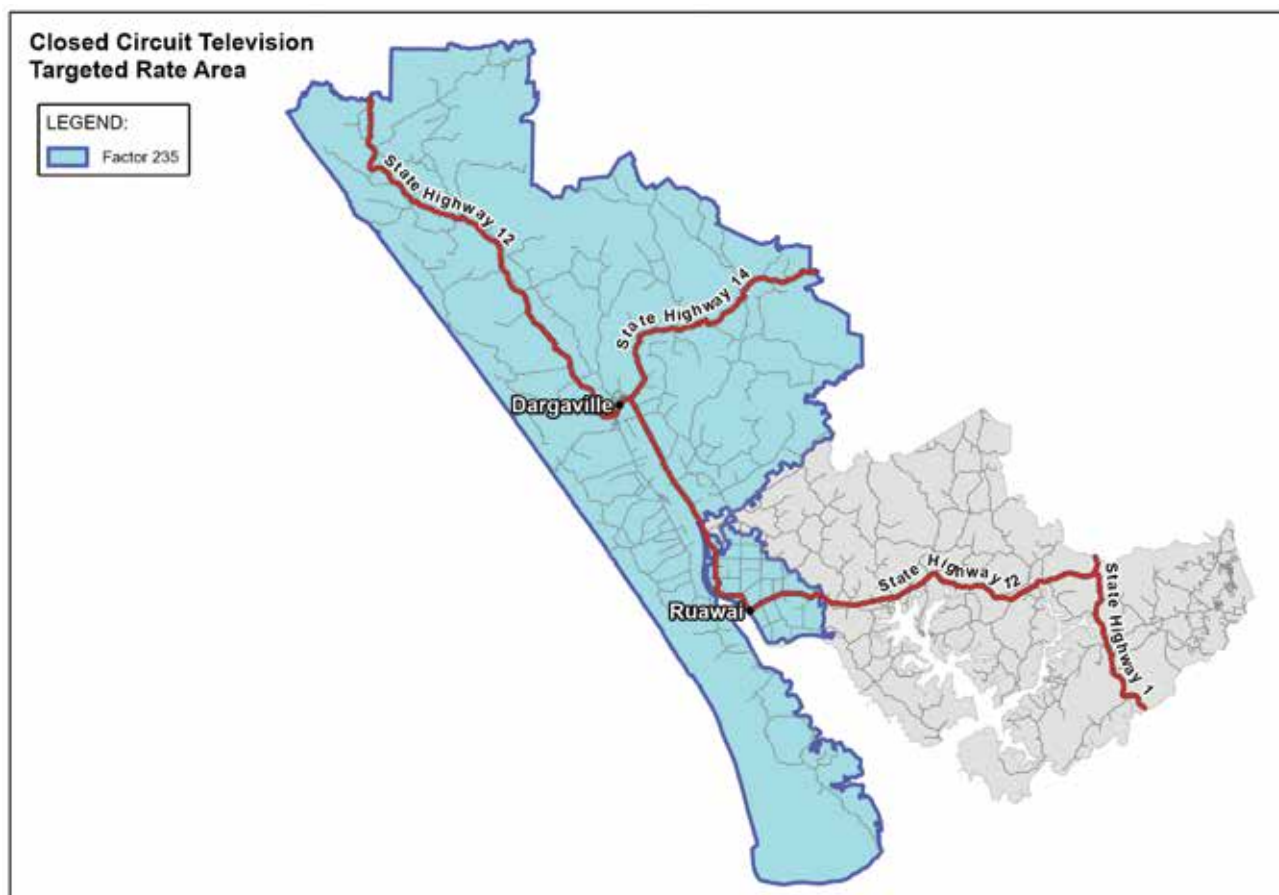 Closed Circuit Television
Targeted Rate Area
LEGEND:
Factor 235
State Highway 12
State Highway 14
Dargaville
State Highway 12
State Highway 1
Ruawai